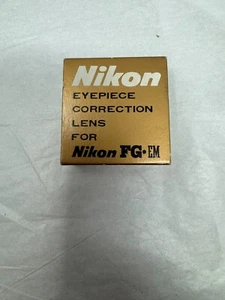 Nikon
EYEPIECE
CORRECTION
LENS
FOR
Nikon FG·EM